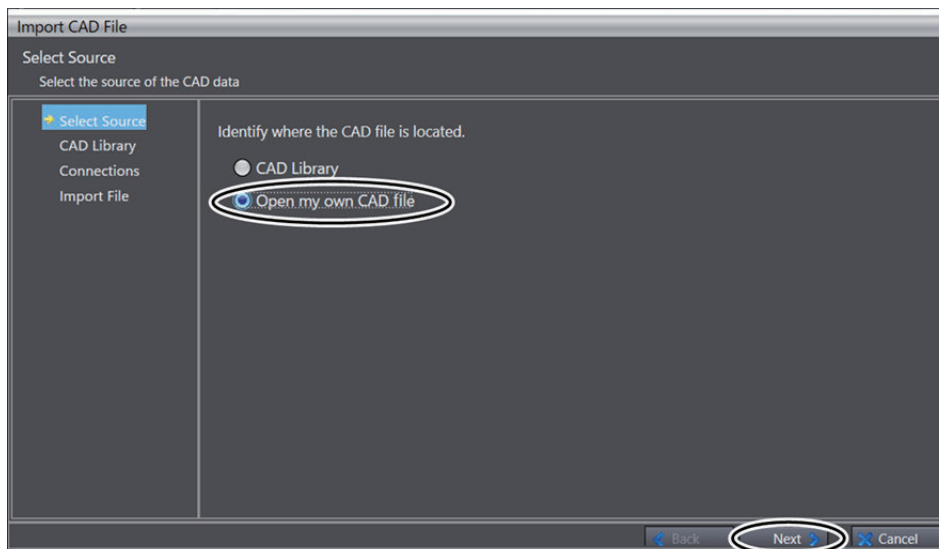 Import CAD File
Select Source
Select the source of the CAD data
Select Source
CAD Library
Connections
Import File
Identify where the CAD file is located.
CAD Library
Open my own CAD file
Back Next Cancel